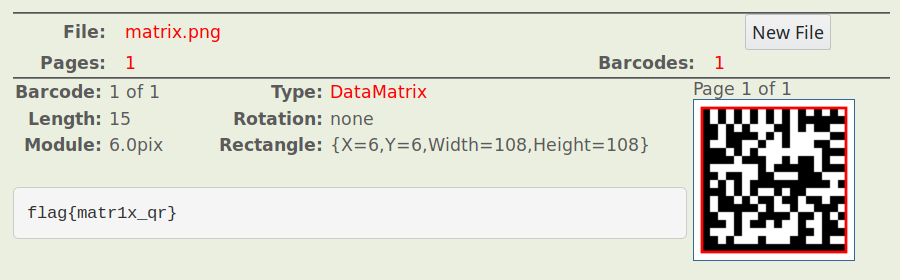 File: matrix.png New File
Pages: 1 Barcodes: 1
Barcode: 1 of 1 Type: DataMatrix Page 1 of 1
Length: 15 Rotation: none
Module: 6.0pix Rectangle: {X=6,Y=6,Width=108,Height=108}
flag{matr1x_qr}